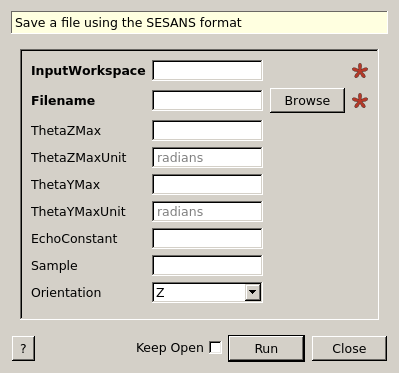 Save a file using the SESANS format
InputWorkspace
Filename Browse
ThetaZMax
ThetaZMaxUnit radians
ThetaYMax
ThetaYMaxUnit radians
EchoConstant
Sample
Orientation Z
? Keep Open Run Close